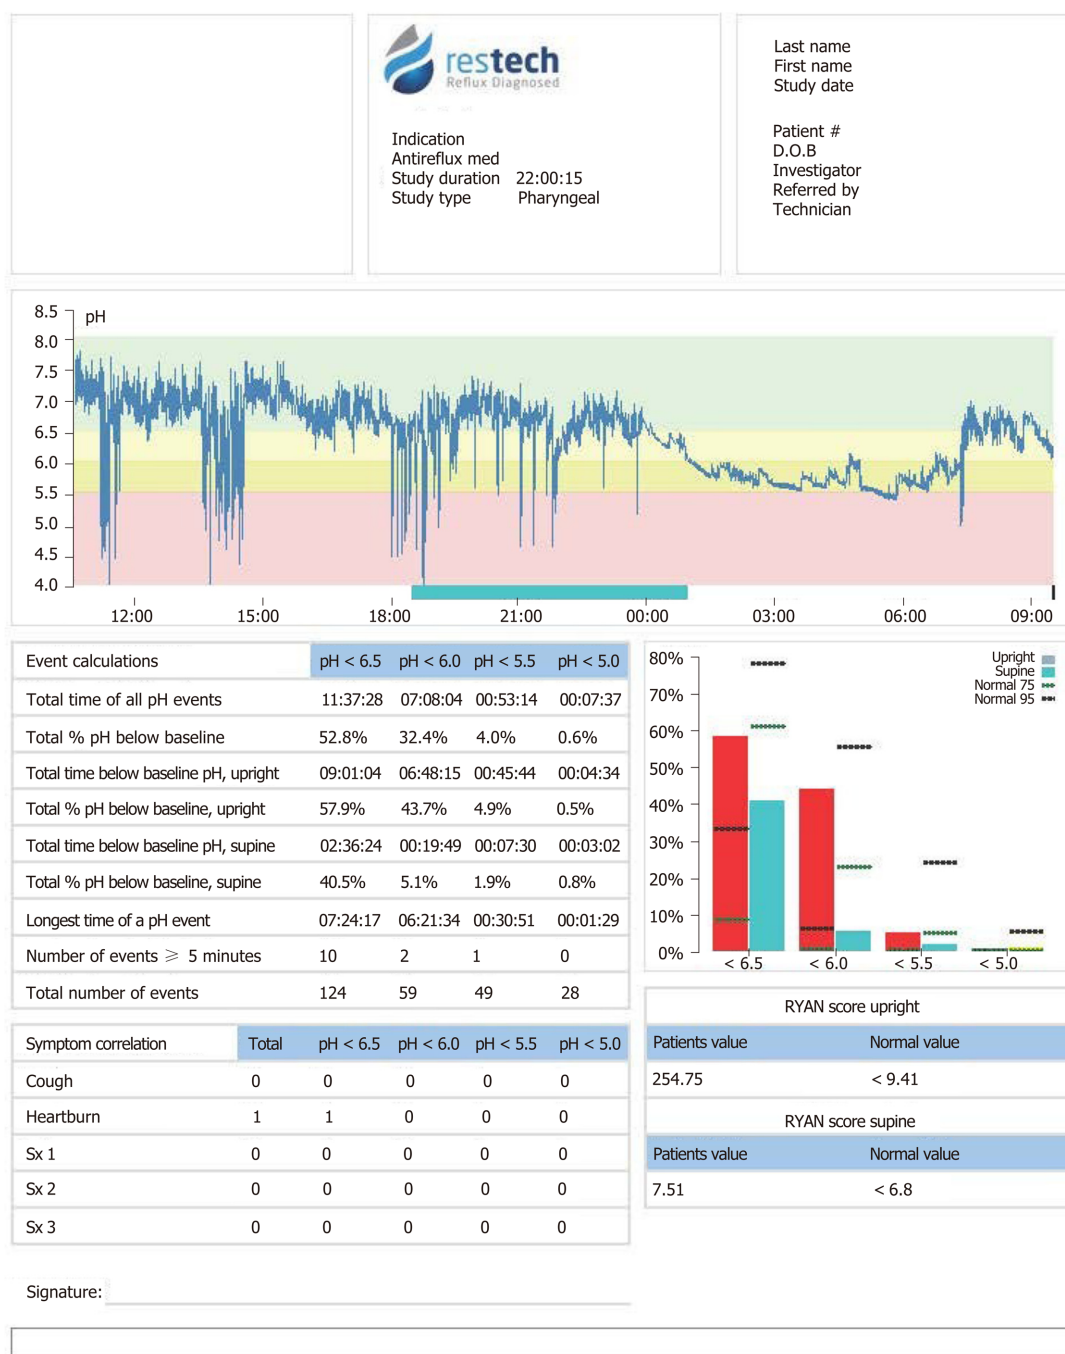 restech
Reflux Diagnosed
Indication
Antireflux med
Study duration 22:00:15
Study type Pharyngeal
Last name
First name
Study date
Patient #
D.O.B
Investigator
Referred by
Technician
8.5
pH
8.0
7.5
7.0
6.5
6.0
5.5
5.0
4.5
4.0
12:00 15:00 18:00 21:00 00:00 03:00 06:00 09:00
Event calculations pH < 6.5 pH < 6.0 pH < 5.5 pH < 5.0
Total time of all pH events 11:37:28 07:08:04 00:53:14 00:07:37
Total % pH below baseline 52.8% 32.4% 4.0% 0.6%
Total time below baseline pH, upright 09:01:04 06:48:15 00:45:44 00:04:34
Total % pH below baseline, upright 57.9% 43.7% 4.9% 0.5%
Total time below baseline pH, supine 02:36:24 00:19:49 00:07:30 00:03:02
Total % pH below baseline, supine 40.5% 5.1% 1.9% 0.8%
Longest time of a pH event 07:24:17 06:21:34 00:30:51 00:01:29
Number of events ⩾ 5 minutes 10 2 1 0
Total number of events 124 59 49 28
80%
70%
60%
50%
40%
30%
20%
10%
0%
Upright
Supine
Normal 75
Normal 95
< 6.5 < 6.0 < 5.5 < 5.0
Symptom correlation Total pH < 6.5 pH < 6.0 pH < 5.5 pH < 5.0
Cough 0 0 0 0 0
Heartburn 1 1 0 0 0
Sx 1 0 0 0 0 0
Sx 2 0 0 0 0 0
Sx 3 0 0 0 0 0
RYAN score upright
Patients value Normal value
254.75 < 9.41
RYAN score supine
Patients value Normal value
7.51 < 6.8
Signature: